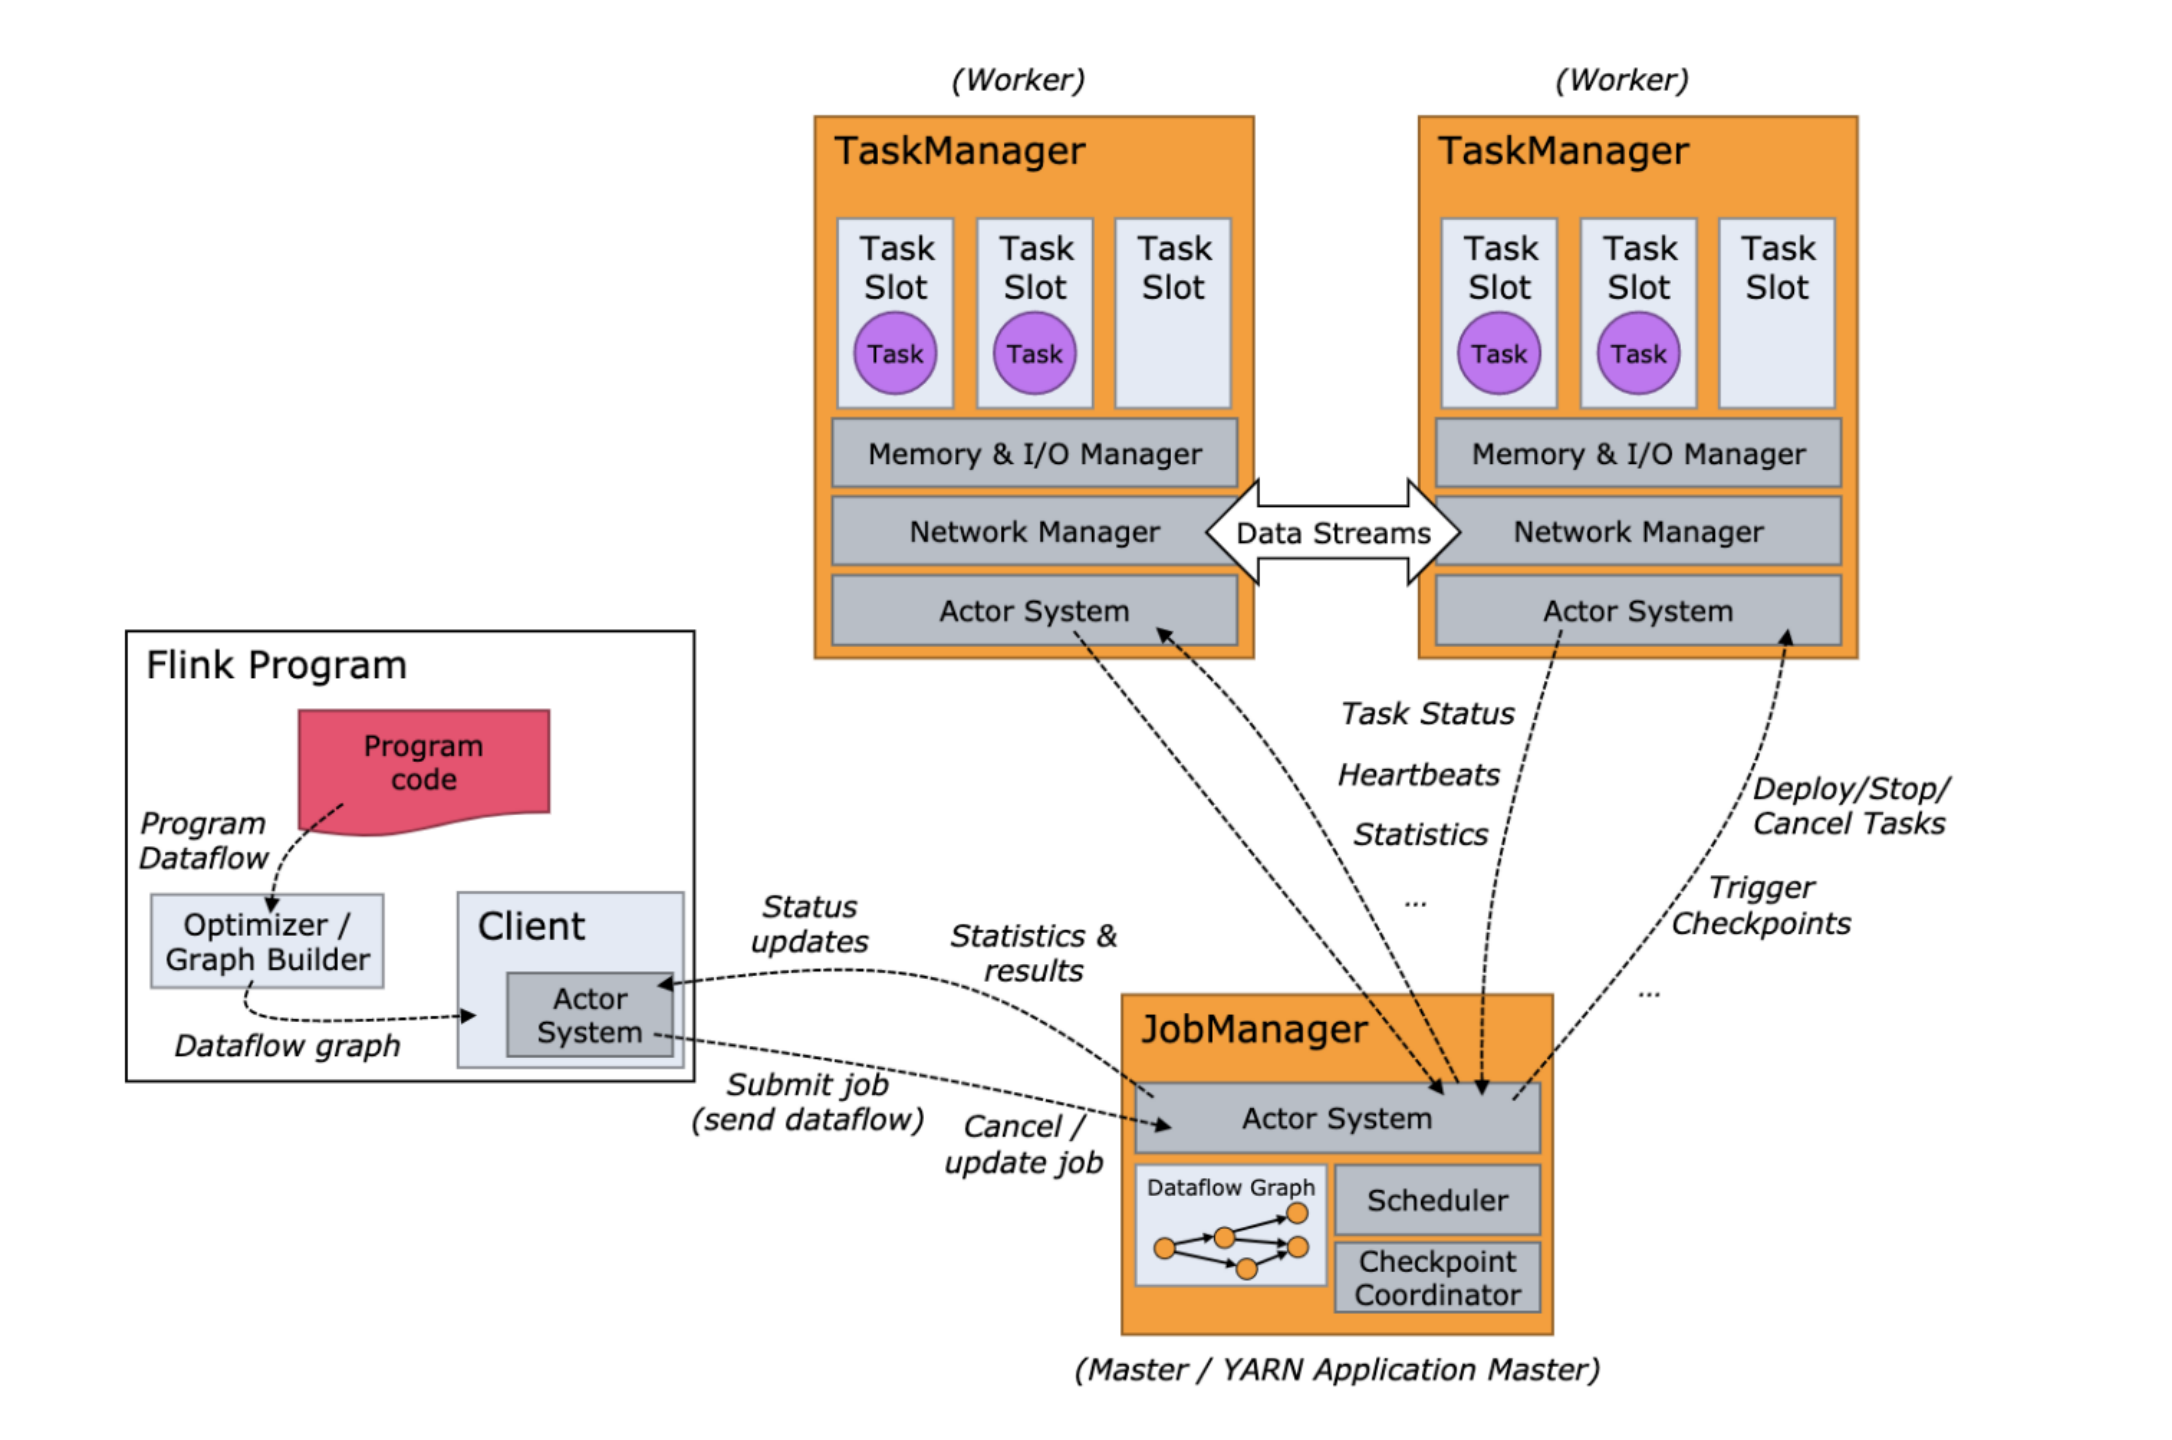 (Worker)
TaskManager
Task
Slot
Task
Task
Slot
Task
Task
Slot
Memory & I/O Manager
Network Manager
Actor System
(Worker)
TaskManager
Task
Slot
Task
Task
Slot
Task
Task
Slot
Memory & I/O Manager
Network Manager
Actor System
Data Streams
Flink Program
Program
code
Program
Dataflow
Optimizer /
Graph Builder
Dataflow graph
Client
Actor
System
Status
updates
Statistics &
results
Submit job
(send dataflow)
Cancel /
update job
Task Status
Heartbeats
Statistics
...
Deploy/Stop/
Cancel Tasks
Trigger
Checkpoints
...
JobManager
Actor System
Dataflow Graph
Scheduler
Checkpoint
Coordinator
(Master / YARN Application Master)